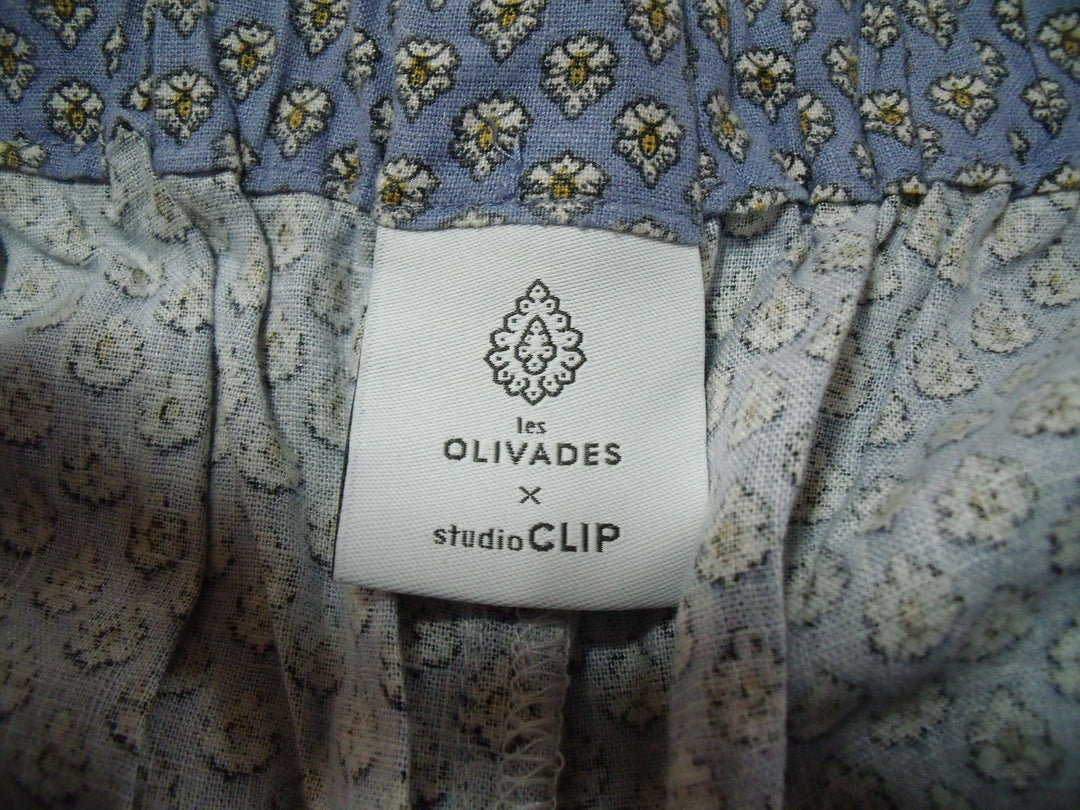 les
OLIVADES
×
studio CLIP